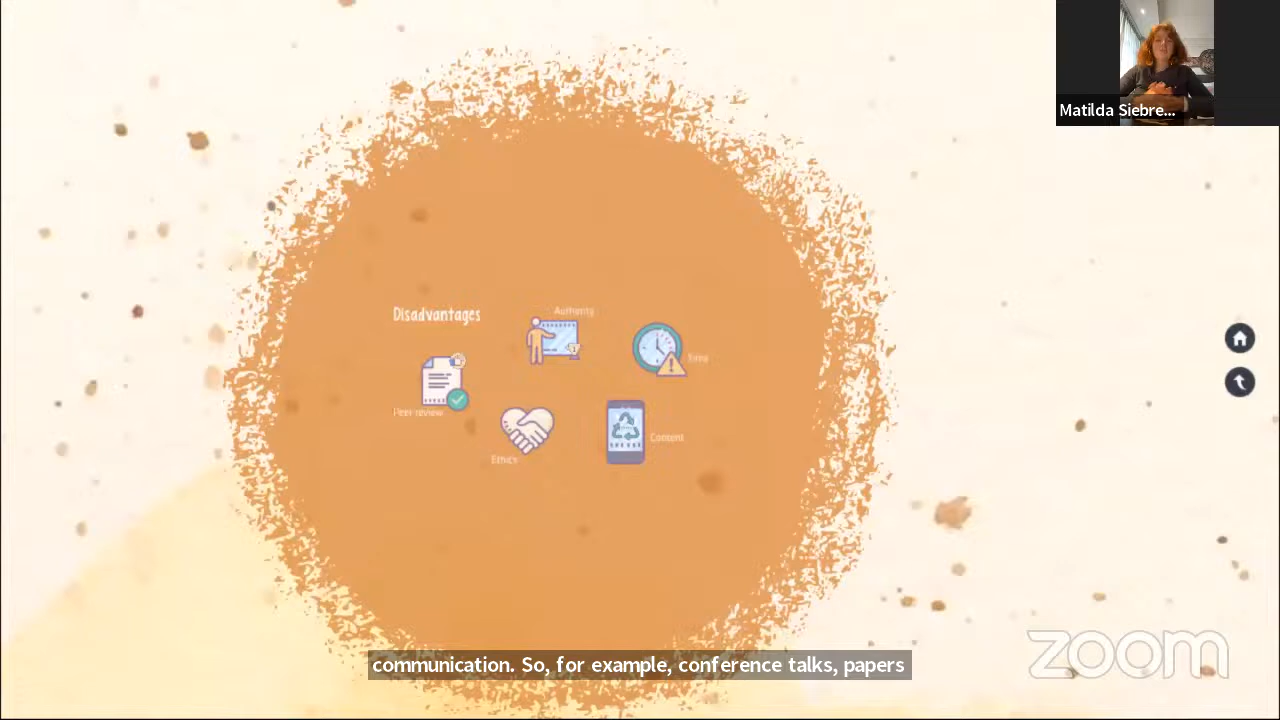 Matilda Siebre...
Disadvantages
Authority
Time
Peer review
Content
Ethics
communication. So, for example, conference talks, papers
zoom